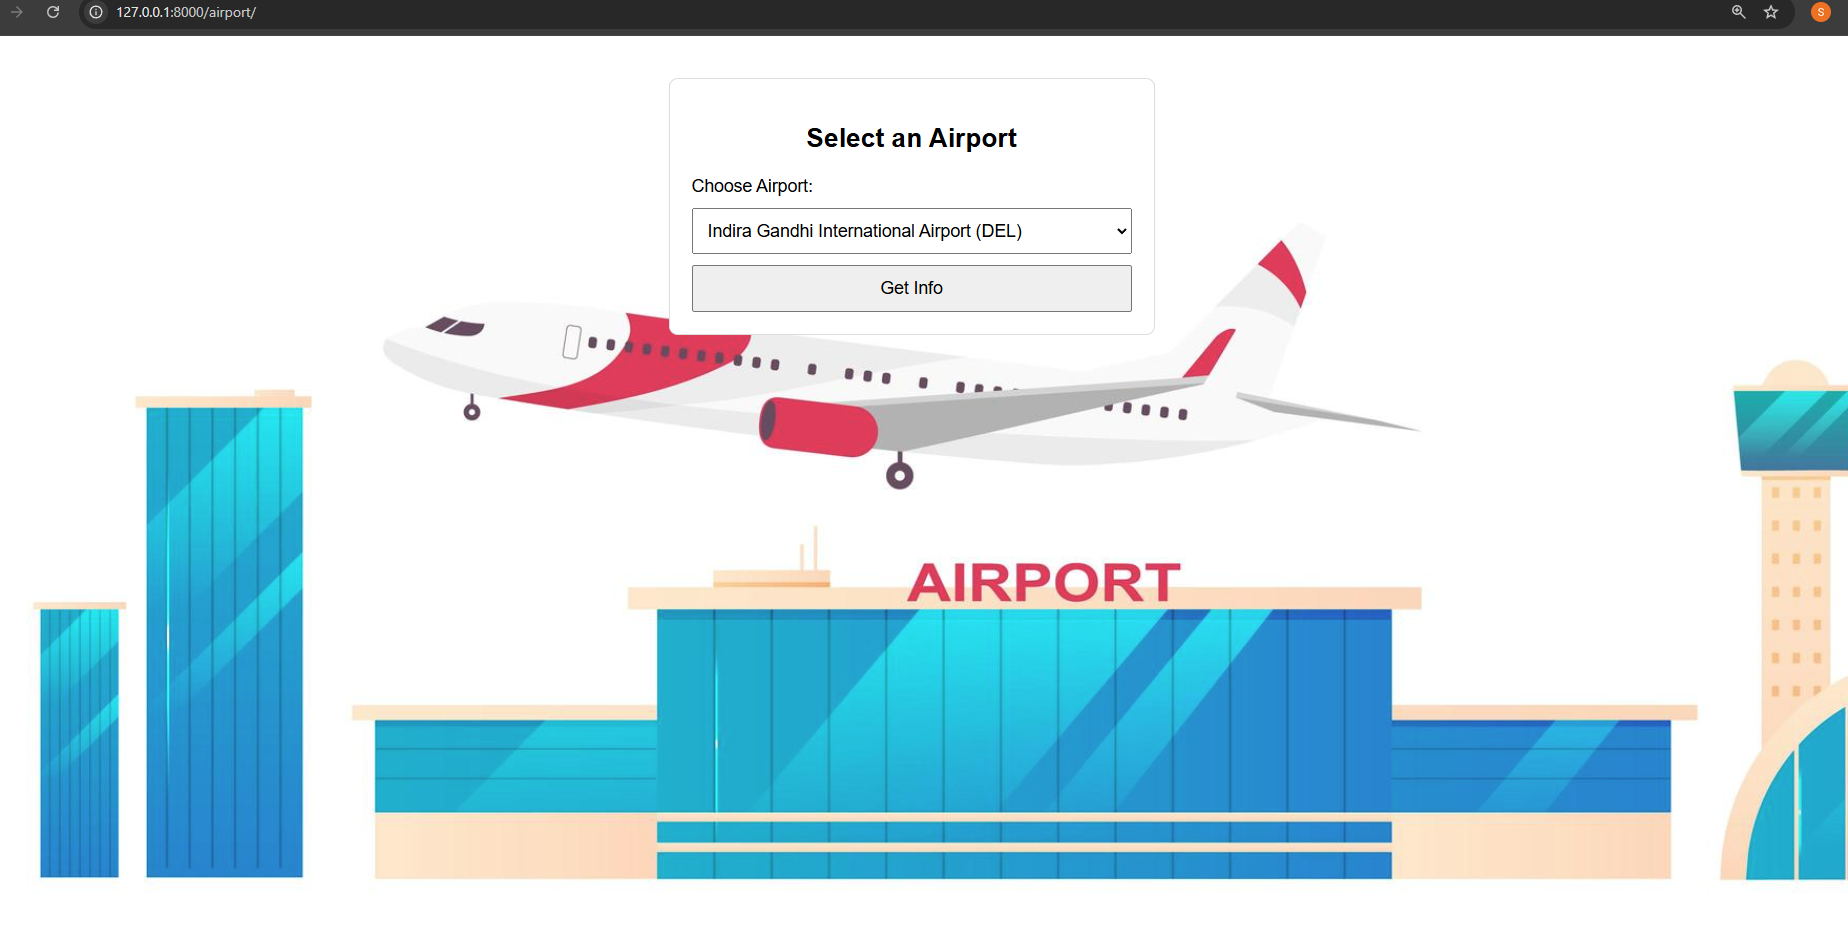 127.0.0.1:8000/airport/
S
Select an Airport
Choose Airport:
Indira Gandhi International Airport (DEL)
Get Info
AIRPORT